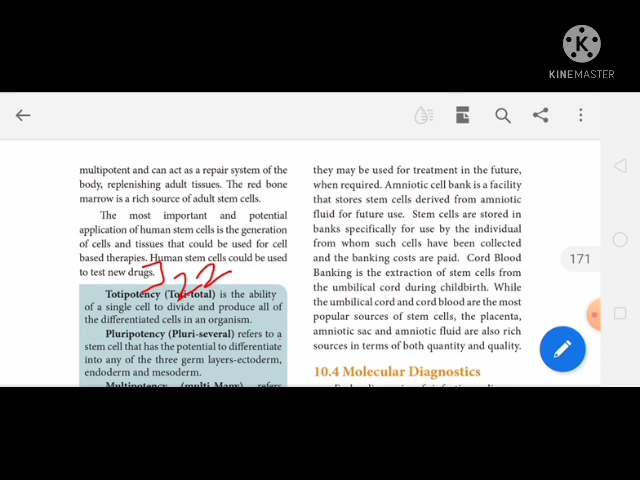 KINEMASTER
multipotent and can act as a repair system of the
body, replenishing adult tissues. The red bone
marrow is a rich source of adult stem cells.
The most important and potential
application of human stem cells is the generation
of cells and tissues that could be used for cell
based therapies. Human stem cells could be used
to test new drugs.
Totipotency (Toti-total) is the ability
of a single cell to divide and produce all of
the differentiated cells in an organism.
Pluripotency (Pluri-several) refers to a
stem cell that has the potential to differentiate
into any of the three germ layers-ectoderm,
endoderm and mesoderm.
Multipotency (multi-Many) refers
they may be used for treatment in the future,
when required. Amniotic cell bank is a facility
that stores stem cells derived from amniotic
fluid for future use. Stem cells are stored in
banks specifically for use by the individual
from whom such cells have been collected
and the banking costs are paid. Cord Blood
Banking is the extraction of stem cells from
the umbilical cord during childbirth. While
the umbilical cord and cord blood are the most
popular sources of stem cells, the placenta,
amniotic sac and amniotic fluid are also rich
sources in terms of both quantity and quality.
10.4 Molecular Diagnostics
171